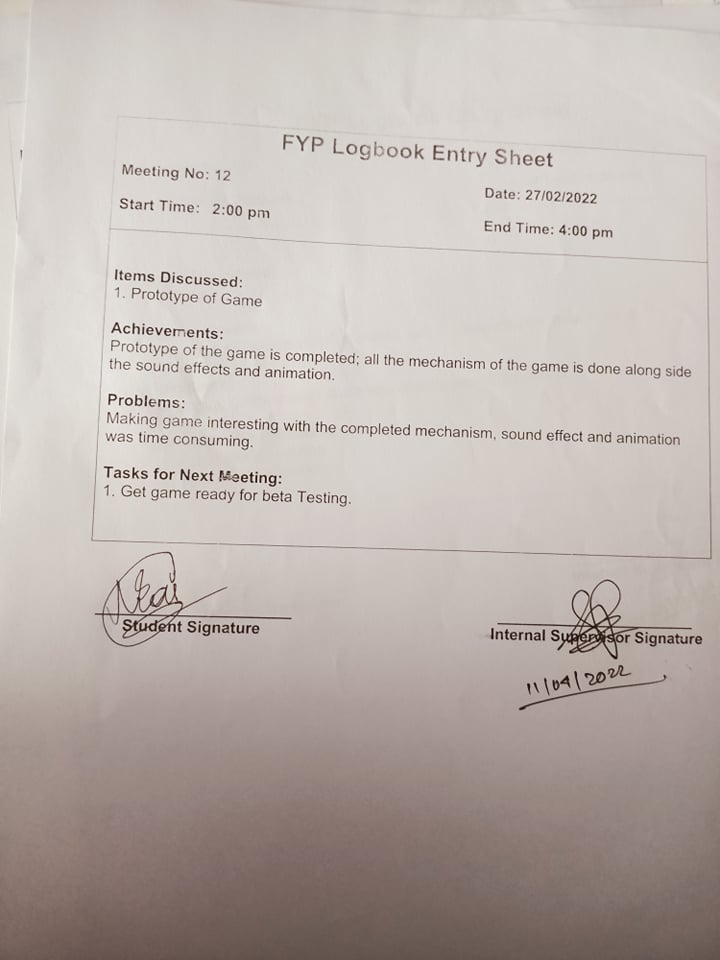 FYP Logbook Entry Sheet
Meeting No: 12
Date: 27/02/2022
Start Time: 2:00 pm
End Time: 4:00 pm
Items Discussed:
1. Prototype of Game
Achievements:
Prototype of the game is completed; all the mechanism of the game is done along side
the sound effects and animation.
Problems:
Making game interesting with the completed mechanism, sound effect and animation
was time consuming.
Tasks for Next Meeting:
1. Get game ready for beta Testing.
Student Signature
Internal Supervisor Signature
11/04/2022